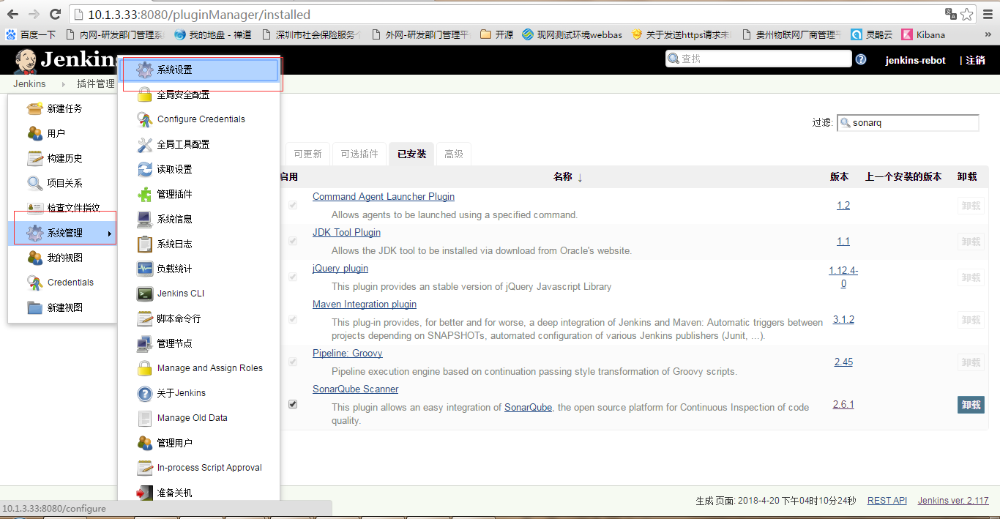 10.1.3.33:8080/pluginManager/installed
百度一下 内网-研发部门管理系 我的地盘 - 禅道 深圳市社会保险服务 外网-研发部门管理平 开源 现网测试环境webbas 关于发送https请求未 贵州物联网厂商管理平 灵鹊云 Kibana »
Jenkins
查找
jenkins-rebot | 注销
Jenkins 插件管理
新建任务
用户
构建历史
项目关系
检查文件指纹
系统管理
我的视图
Credentials
新建视图
系统设置
全局安全配置
Configure Credentials
全局工具配置
读取设置
管理插件
系统信息
系统日志
负载统计
Jenkins CLI
脚本命令行
管理节点
Manage and Assign Roles
关于Jenkins
Manage Old Data
管理用户
In-process Script Approval
准备关机
过滤: sonarq
可更新 可选插件 已安装 高级
启用 名称 ↓ 版本 上一个安装的版本 卸载
Command Agent Launcher Plugin
Allows agents to be launched using a specified command.
1.2 卸载
JDK Tool Plugin
Allows the JDK tool to be installed via download from Oracle's website.
1.1 卸载
jQuery plugin
This plugin provides an stable version of jQuery Javascript Library
1.12.4-
0
卸载
Maven Integration plugin
This plug-in provides, for better and for worse, a deep integration of Jenkins and Maven: Automatic triggers between
projects depending on SNAPSHOTs, automated configuration of various Jenkins publishers (Junit, ...).
3.1.2 卸载
Pipeline: Groovy
Pipeline execution engine based on continuation passing style transformation of Groovy scripts.
2.45 卸载
SonarQube Scanner
This plugin allows an easy integration of SonarQube, the open source platform for Continuous Inspection of code
quality.
2.6.1 卸载
生成 页面: 2018-4-20 下午04时10分24秒 REST API Jenkins ver. 2.117
10.1.3.33:8080/configure